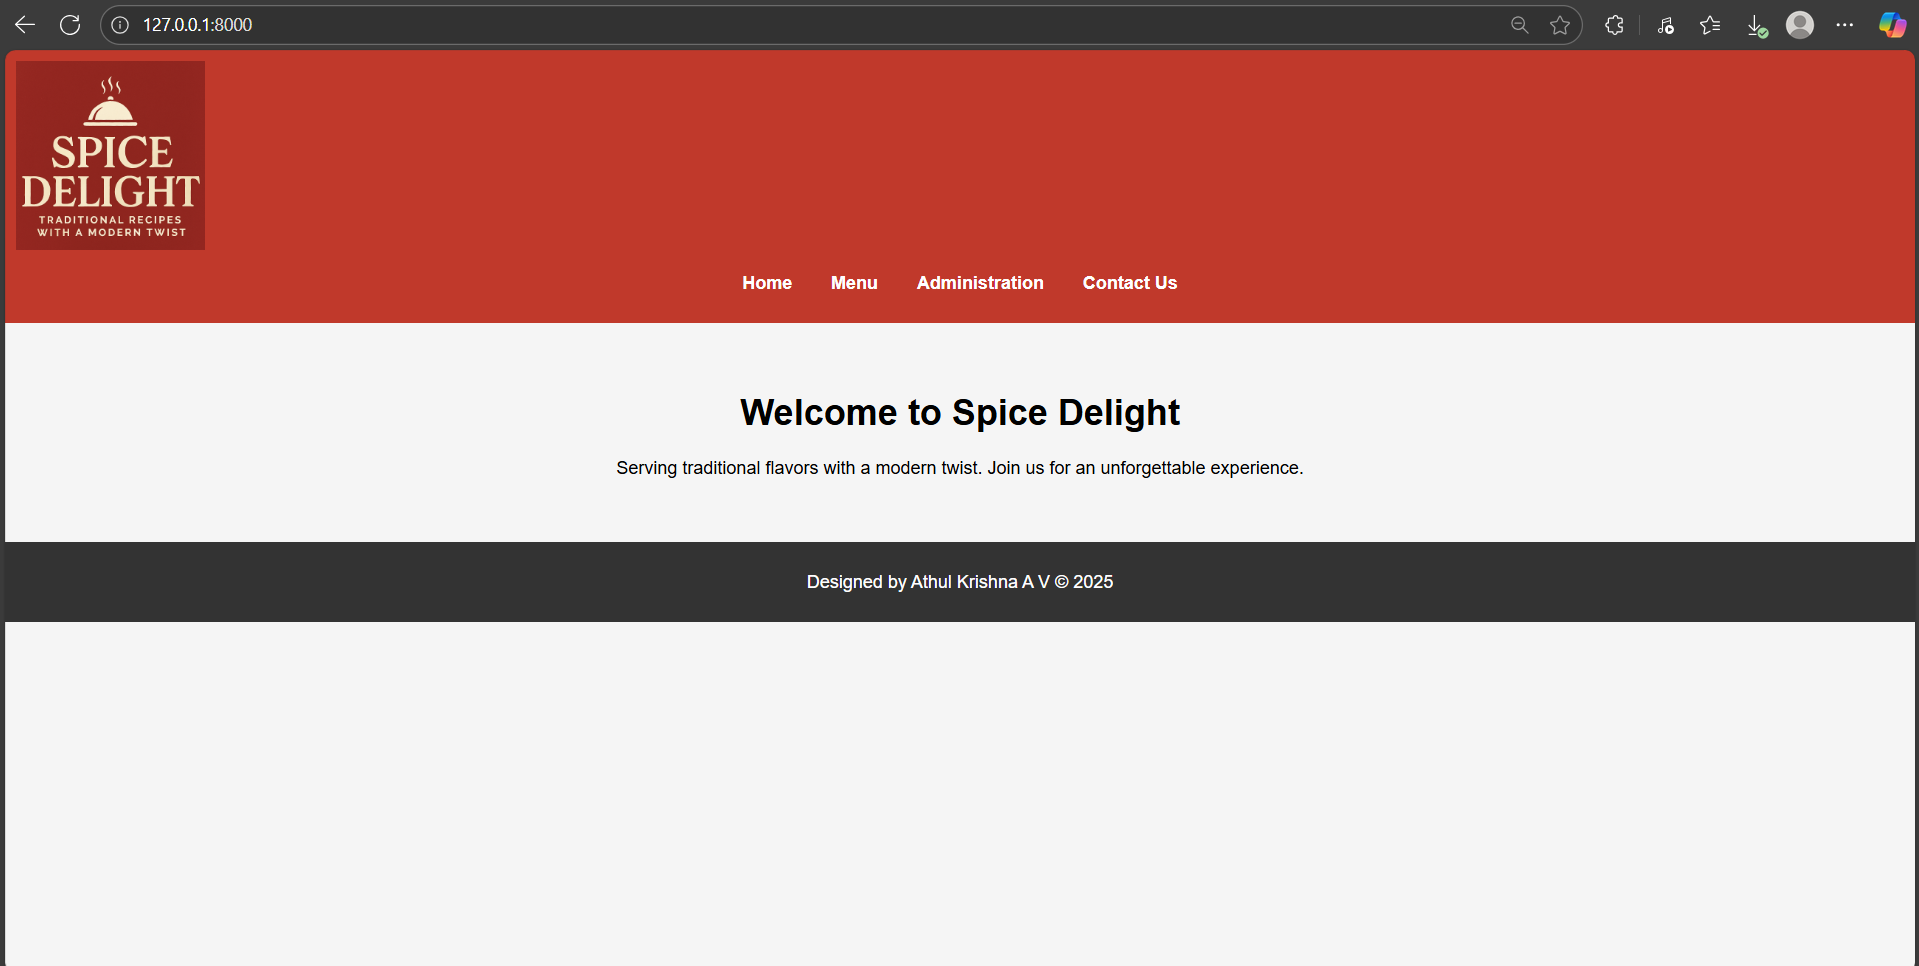 127.0.0.1:8000
SPICE
DELIGHT
TRADITIONAL RECIPES
WITH A MODERN TWIST
Home Menu Administration Contact Us
Welcome to Spice Delight
Serving traditional flavors with a modern twist. Join us for an unforgettable experience.
Designed by Athul Krishna A V © 2025